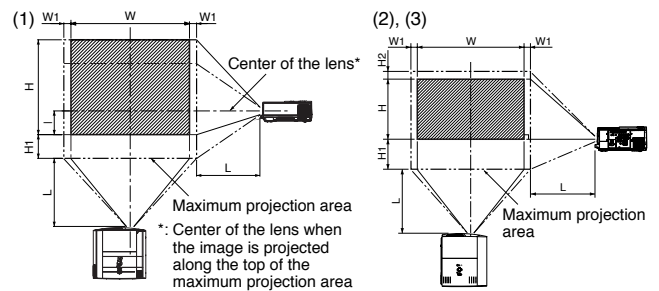 (1)
W1
W
W1
H
I
H1
L
L
Center of the lens*
Maximum projection area
*: Center of the lens when
the image is projected
along the top of the
maximum projection area
(2), (3)
W1
W
W1
H2
H
H1
L
L
Maximum projection
area